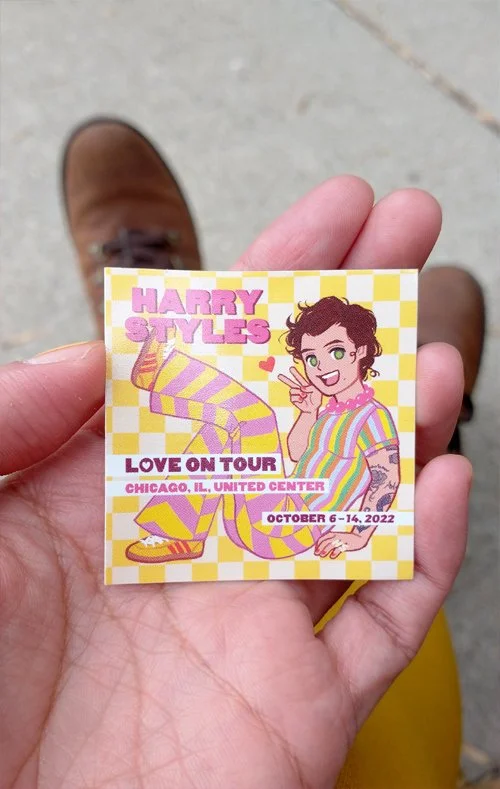 HARRY
STYLES
LOVE ON TOUR
CHICAGO, IL, UNITED CENTER
OCTOBER 6-14, 2022